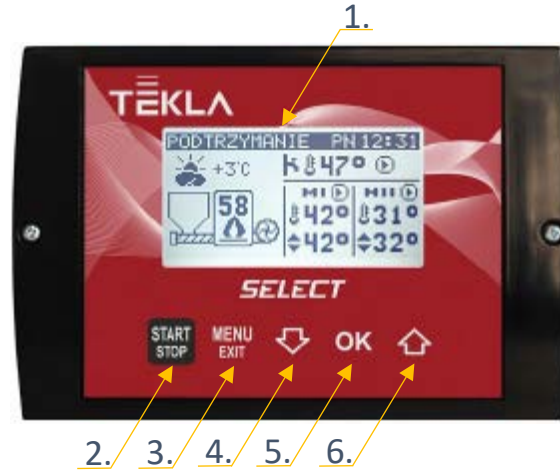 1.
TEKLA
PODTRZYMANIE PN 12:31
+3°C
47°
58
MI MII
42° 31°
42° 32°
SELECT
START
STOP
MENU
EXIT
OK
2. 3. 4. 5. 6.